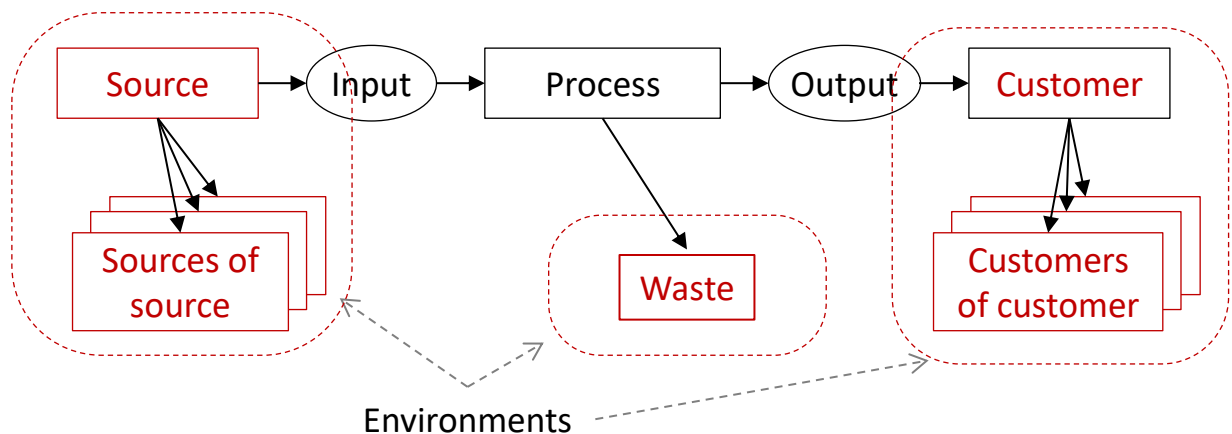 Source
Input
Process
Output
Customer
Sources of
source
Waste
Customers
of customer
Environments